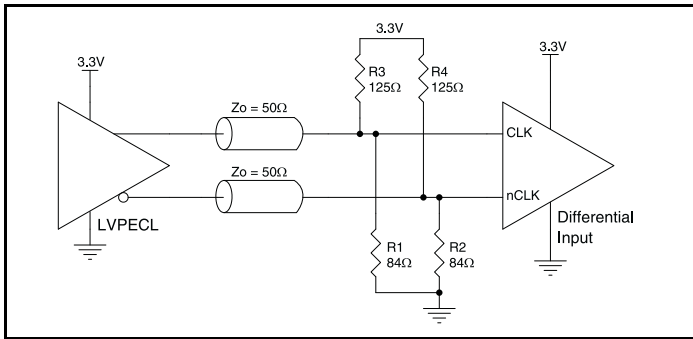 3.3V
3.3V
3.3V
R3
125Ω
R4
125Ω
Zo = 50Ω
CLK
Zo = 50Ω
nCLK
LVPECL
Differential
Input
R1
84Ω
R2
84Ω